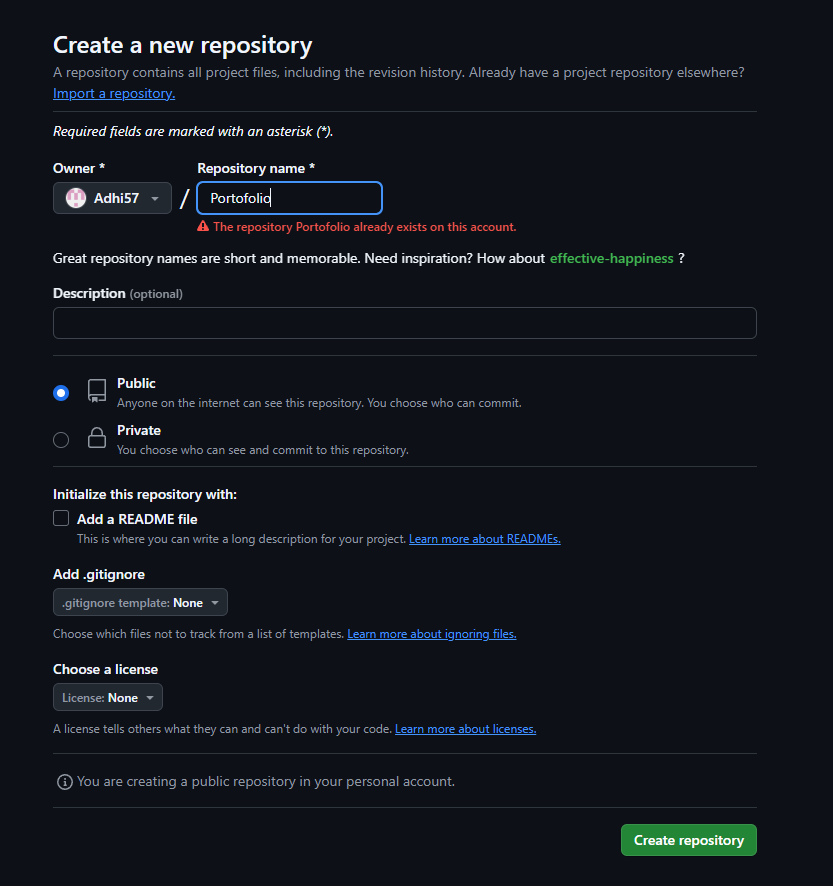 Create a new repository
A repository contains all project files, including the revision history. Already have a project repository elsewhere?
Import a repository.
Required fields are marked with an asterisk (*).
Owner * Repository name *
Adhi57 / Portofolio
The repository Portofolio already exists on this account.
Great repository names are short and memorable. Need inspiration? How about effective-happiness ?
Description (optional)
Public
Anyone on the internet can see this repository. You choose who can commit.
Private
You choose who can see and commit to this repository.
Initialize this repository with:
Add a README file
This is where you can write a long description for your project. Learn more about READMEs.
Add .gitignore
.gitignore template: None
Choose which files not to track from a list of templates. Learn more about ignoring files.
Choose a license
License: None
A license tells others what they can and can't do with your code. Learn more about licenses.
You are creating a public repository in your personal account.
Create repository